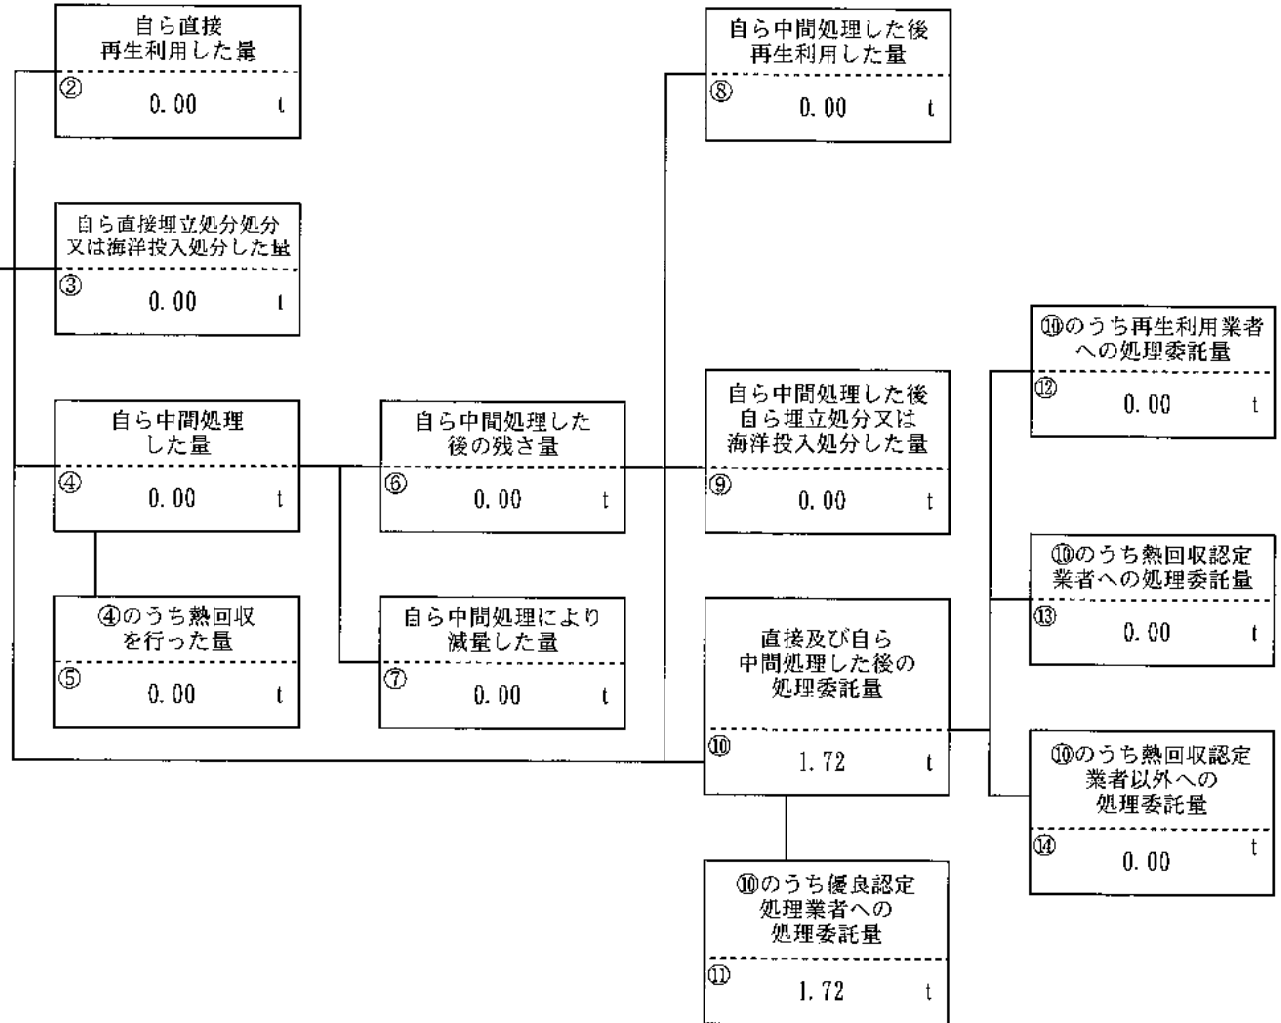 自ら直接
再生利用した量
②
0.00 t
自ら直接埋立処分処分
又は海洋投入処分した量
③
0.00 t
自ら中間処理
した量
④
0.00 t
④のうち熱回収
を行った量
⑤
0.00 t
自ら中間処理した
後の残さ量
⑥
0.00 t
自ら中間処理により
減量した量
⑦
0.00 t
自ら中間処理した後
再生利用した量
⑧
0.00 t
自ら中間処理した後
自ら埋立処分又は
海洋投入処分した量
⑨
0.00 t
直接及び自ら
中間処理した後の
処理委託量
⑩
1.72 t
⑩のうち優良認定
処理業者への
処理委託量
⑪
1.72 t
⑩のうち再生利用業者
への処理委託量
⑫
0.00 t
⑩のうち熱回収認定
業者への処理委託量
⑬
0.00 t
⑩のうち熱回収認定
業者以外への
処理委託量
⑭
0.00 t